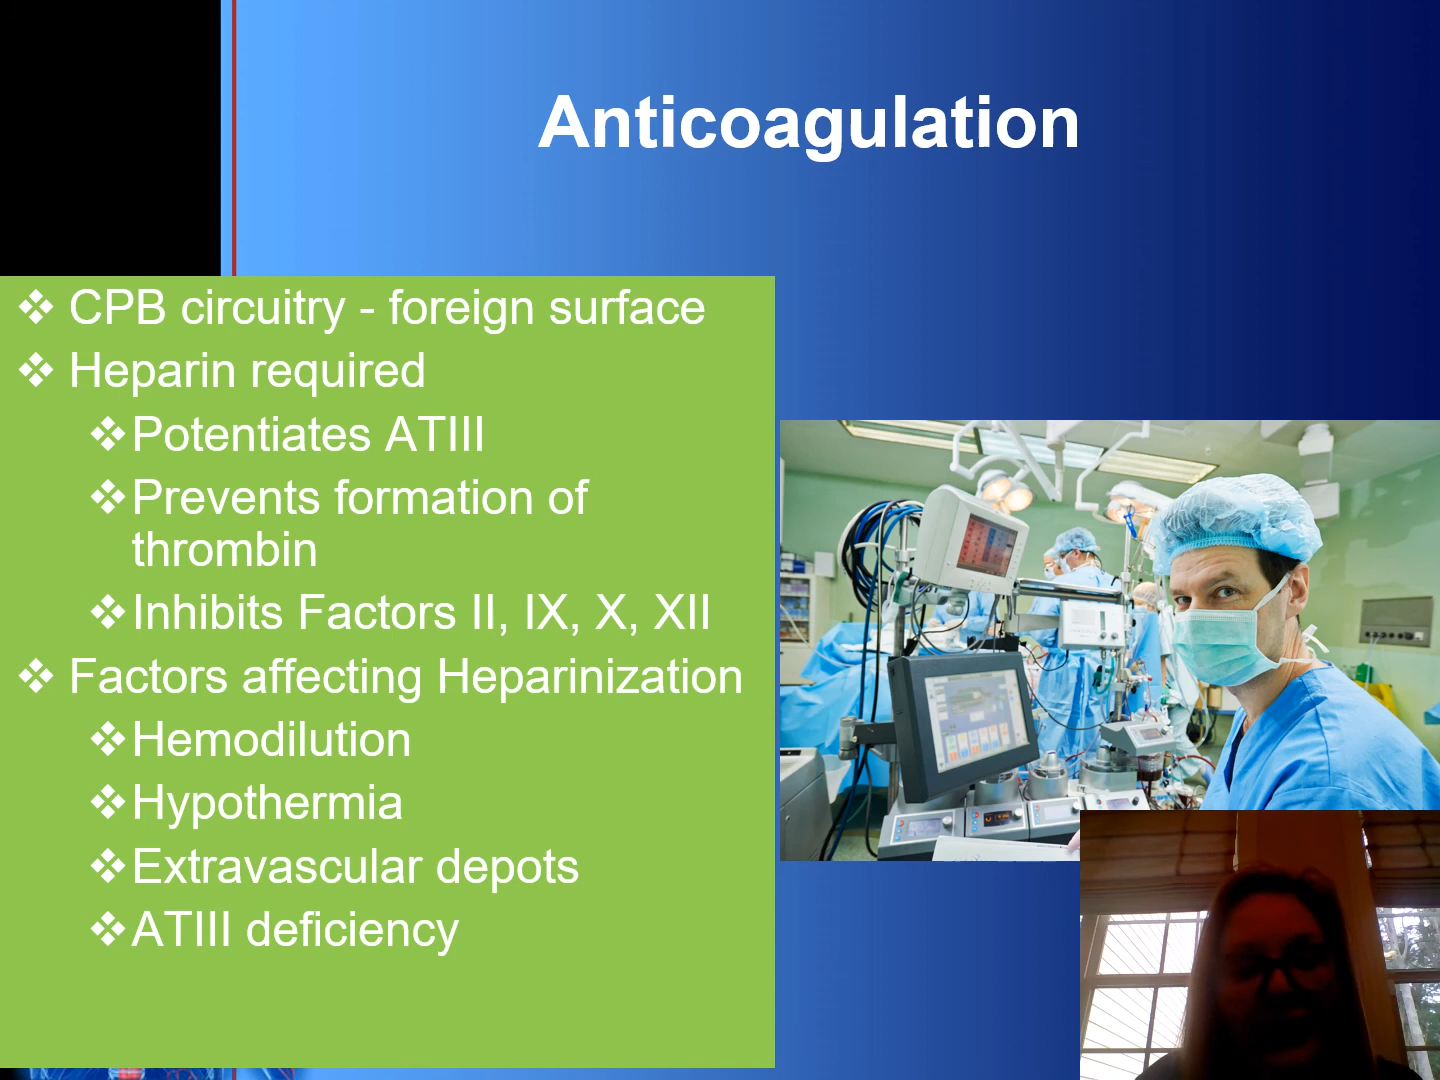 Anticoagulation
❖ CPB circuitry - foreign surface
❖ Heparin required
❖Potentiates ATIII
❖Prevents formation of
thrombin
❖Inhibits Factors II, IX, X, XII
❖ Factors affecting Heparinization
❖Hemodilution
❖Hypothermia
❖Extravascular depots
❖ATIII deficiency